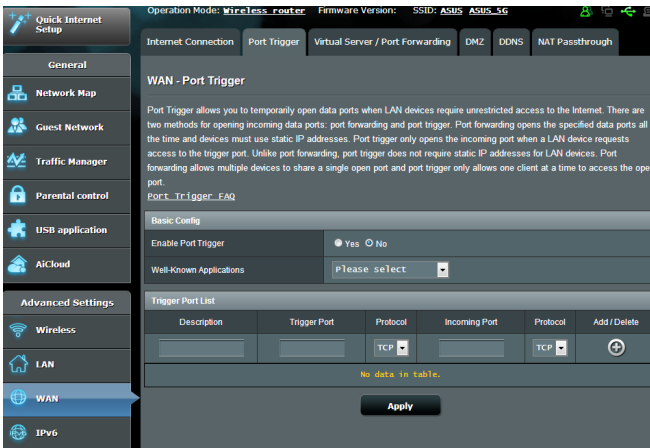 Quick Internet
Setup
General
Network Map
Guest Network
Traffic Manager
Parental control
USB application
AiCloud
Advanced Settings
Wireless
LAN
WAN
IPv6
Operation Mode: Wireless router Firmware Version: SSID: ASUS ASUS_5G
Internet Connection Port Trigger Virtual Server / Port Forwarding DMZ DDNS NAT Passthrough
WAN - Port Trigger
Port Trigger allows you to temporarily open data ports when LAN devices require unrestricted access to the Internet. There are
two methods for opening incoming data ports: port forwarding and port trigger. Port forwarding opens the specified data ports all
the time and devices must use static IP addresses. Port trigger only opens the incoming port when a LAN device requests
access to the trigger port. Unlike port forwarding, port trigger does not require static IP addresses for LAN devices. Port
forwarding allows multiple devices to share a single open port and port trigger only allows one client at a time to access the ope
port.
Port Trigger FAQ
Basic Config
Enable Port Trigger Yes No
Well-Known Applications Please select
Trigger Port List
Description Trigger Port Protocol Incoming Port Protocol Add / Delete
TCP TCP
No data in table.
Apply